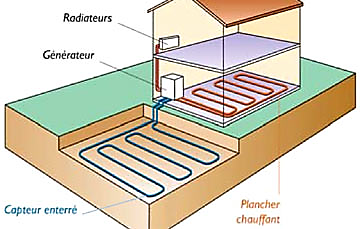 Radiateurs
Générateur
Capteur enterré
Plancher
chauffant